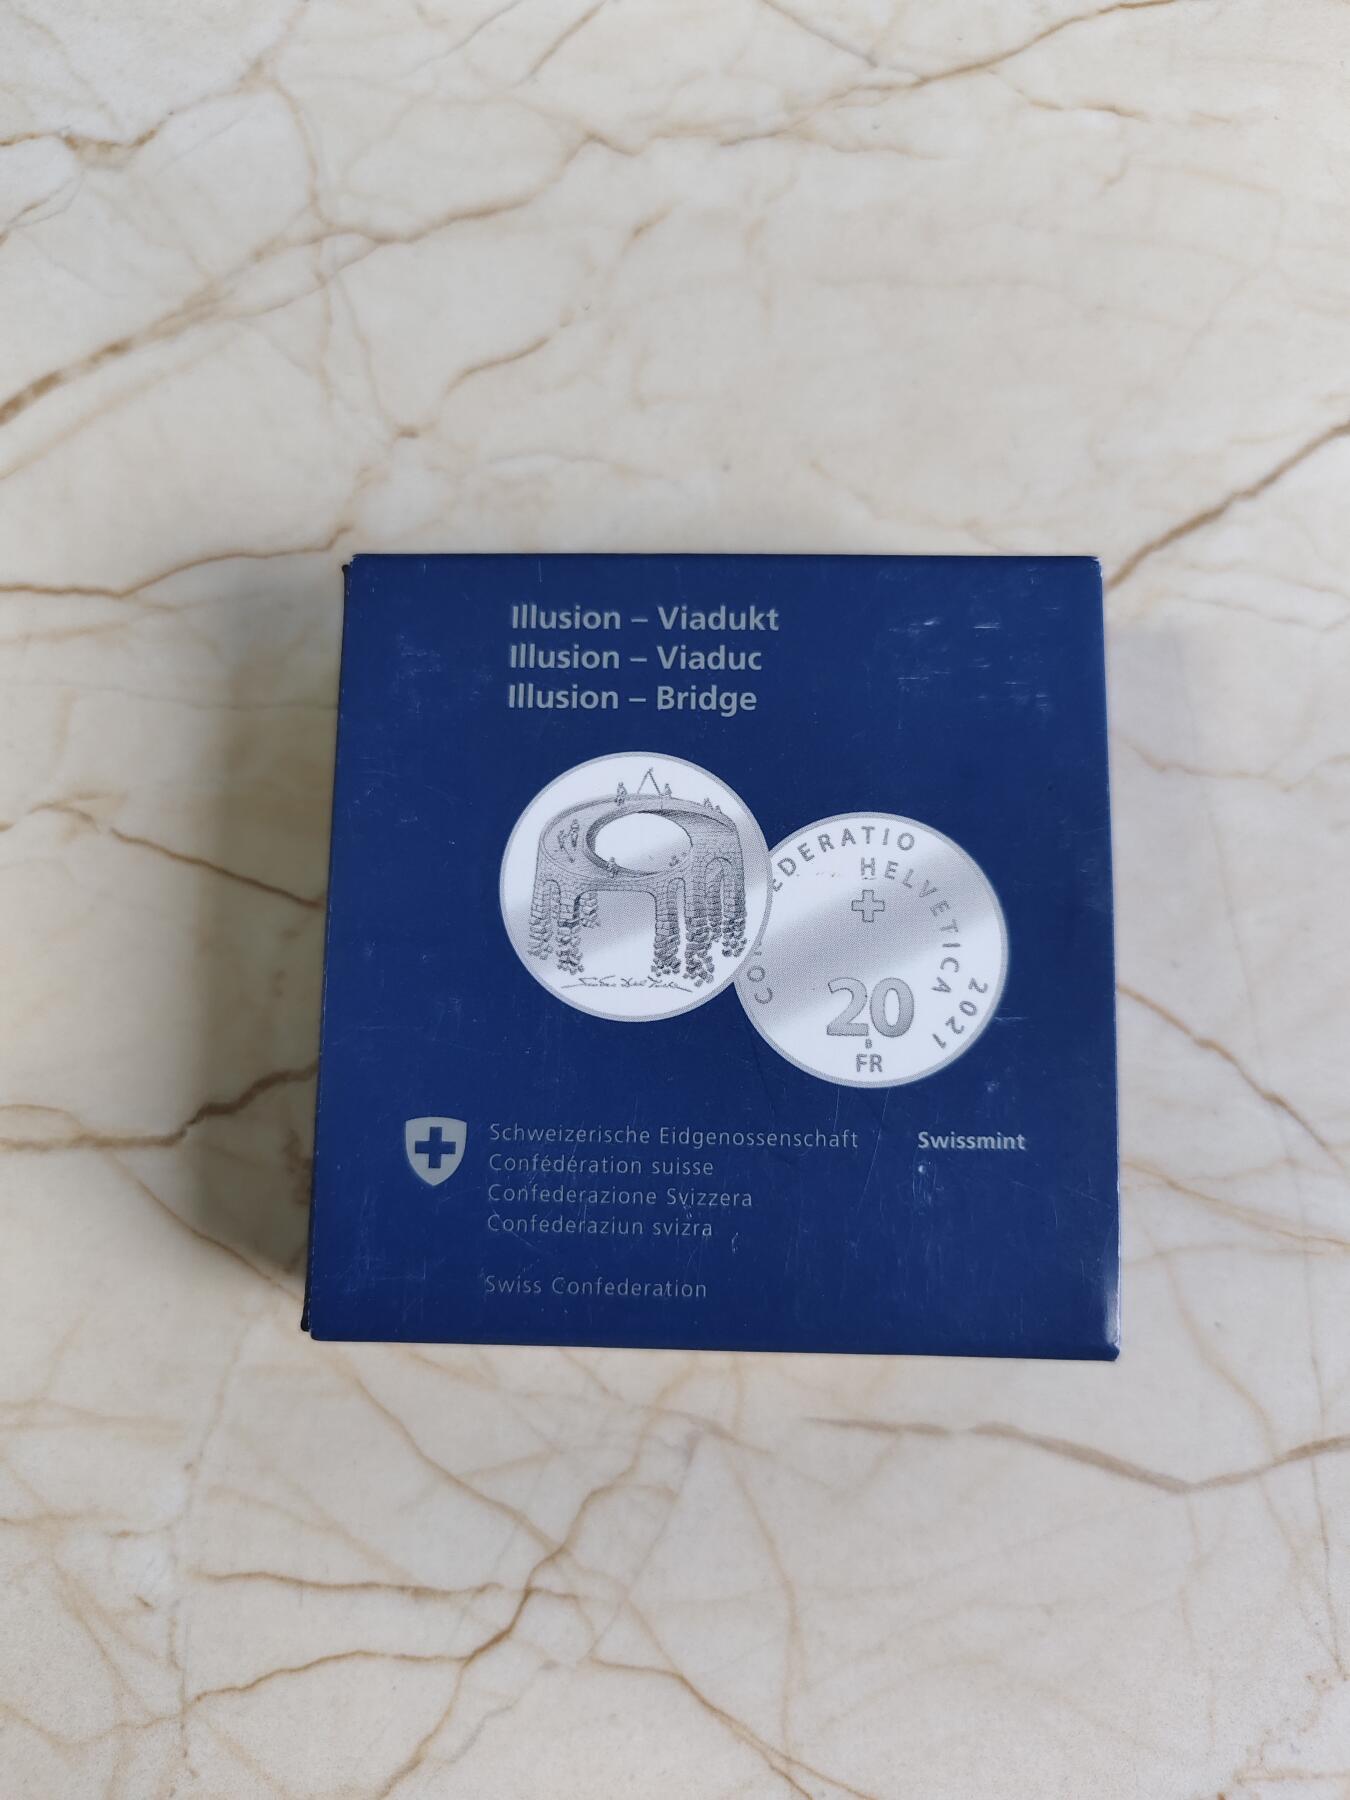 Illusion – Viadukt
Illusion – Viaduc
Illusion – Bridge
CONFEDERATIO
HELVETICA 2021
20
B
FR
Schweizerische Eidgenossenschaft
Confédération suisse
Confederazione Svizzera
Confederaziun svizra
Swissmint
Swiss Confederation